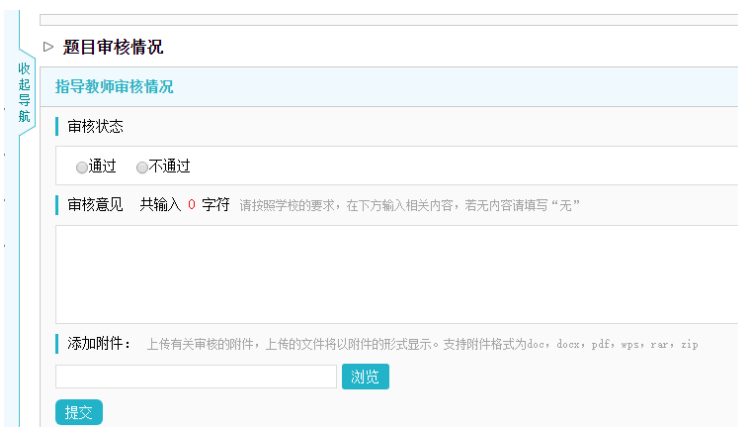 题目审核情况
收起导航
指导教师审核情况
审核状态
通过 不通过
审核意见 共输入 0 字符 请按照学校的要求，在下方输入相关内容，若无内容请填写“无”
添加附件： 上传有关审核的附件，上传的文件将以附件的形式显示。支持附件格式为doc，docx，pdf，wps，rar，zip
浏览
提交